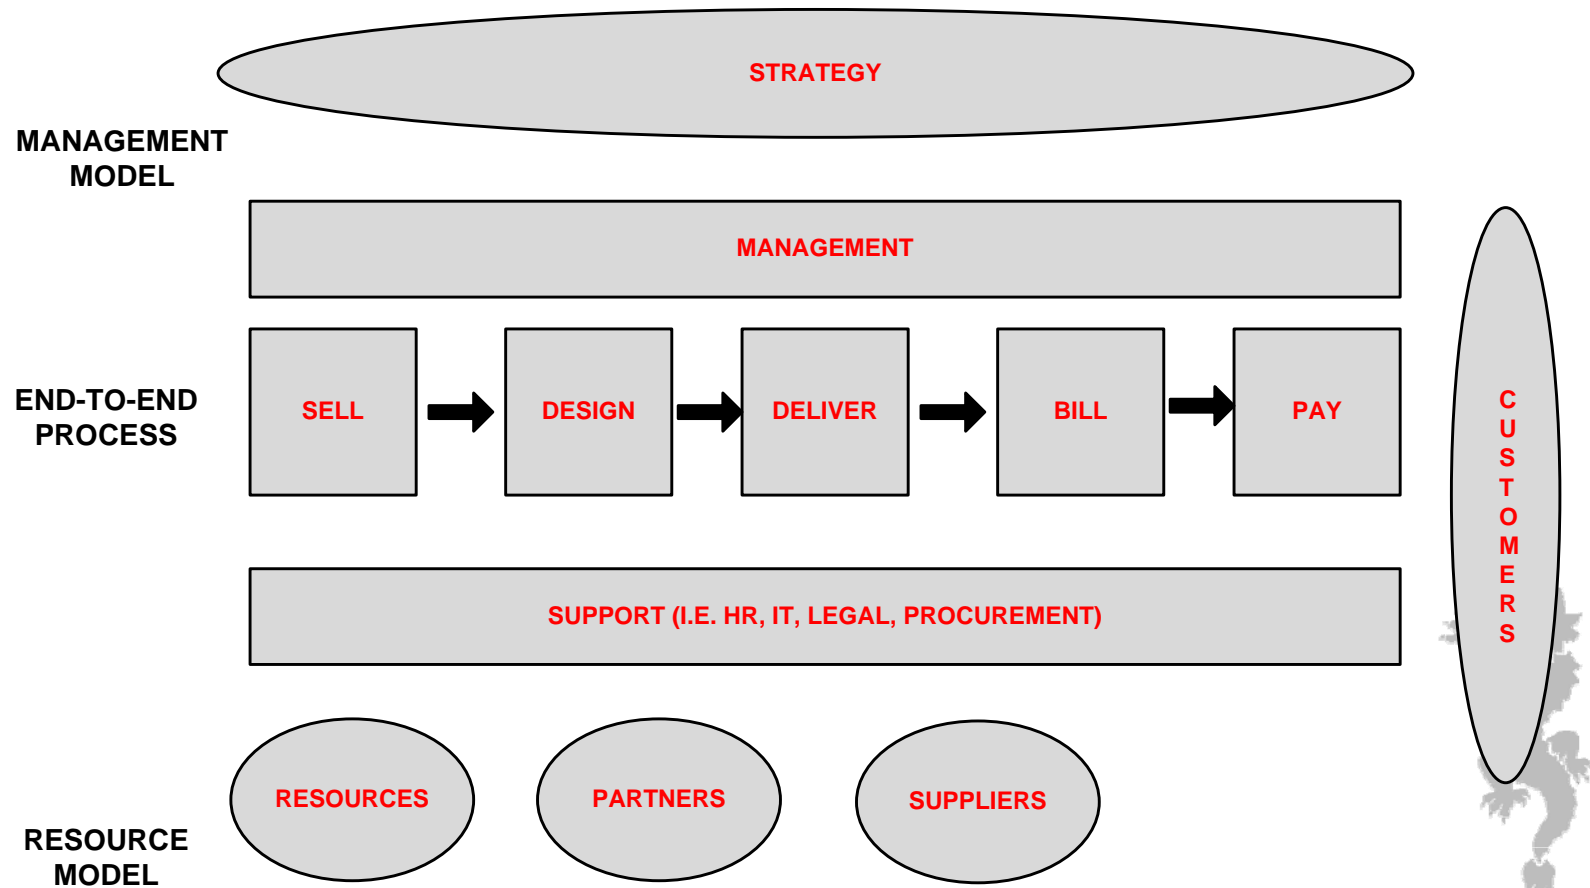 STRATEGY
MANAGEMENT
MODEL
MANAGEMENT
END-TO-END
PROCESS
SELL
DESIGN
DELIVER
BILL
PAY
C
U
S
T
O
M
E
R
S
SUPPORT (I.E. HR, IT, LEGAL, PROCUREMENT)
RESOURCES
PARTNERS
SUPPLIERS
RESOURCE
MODEL